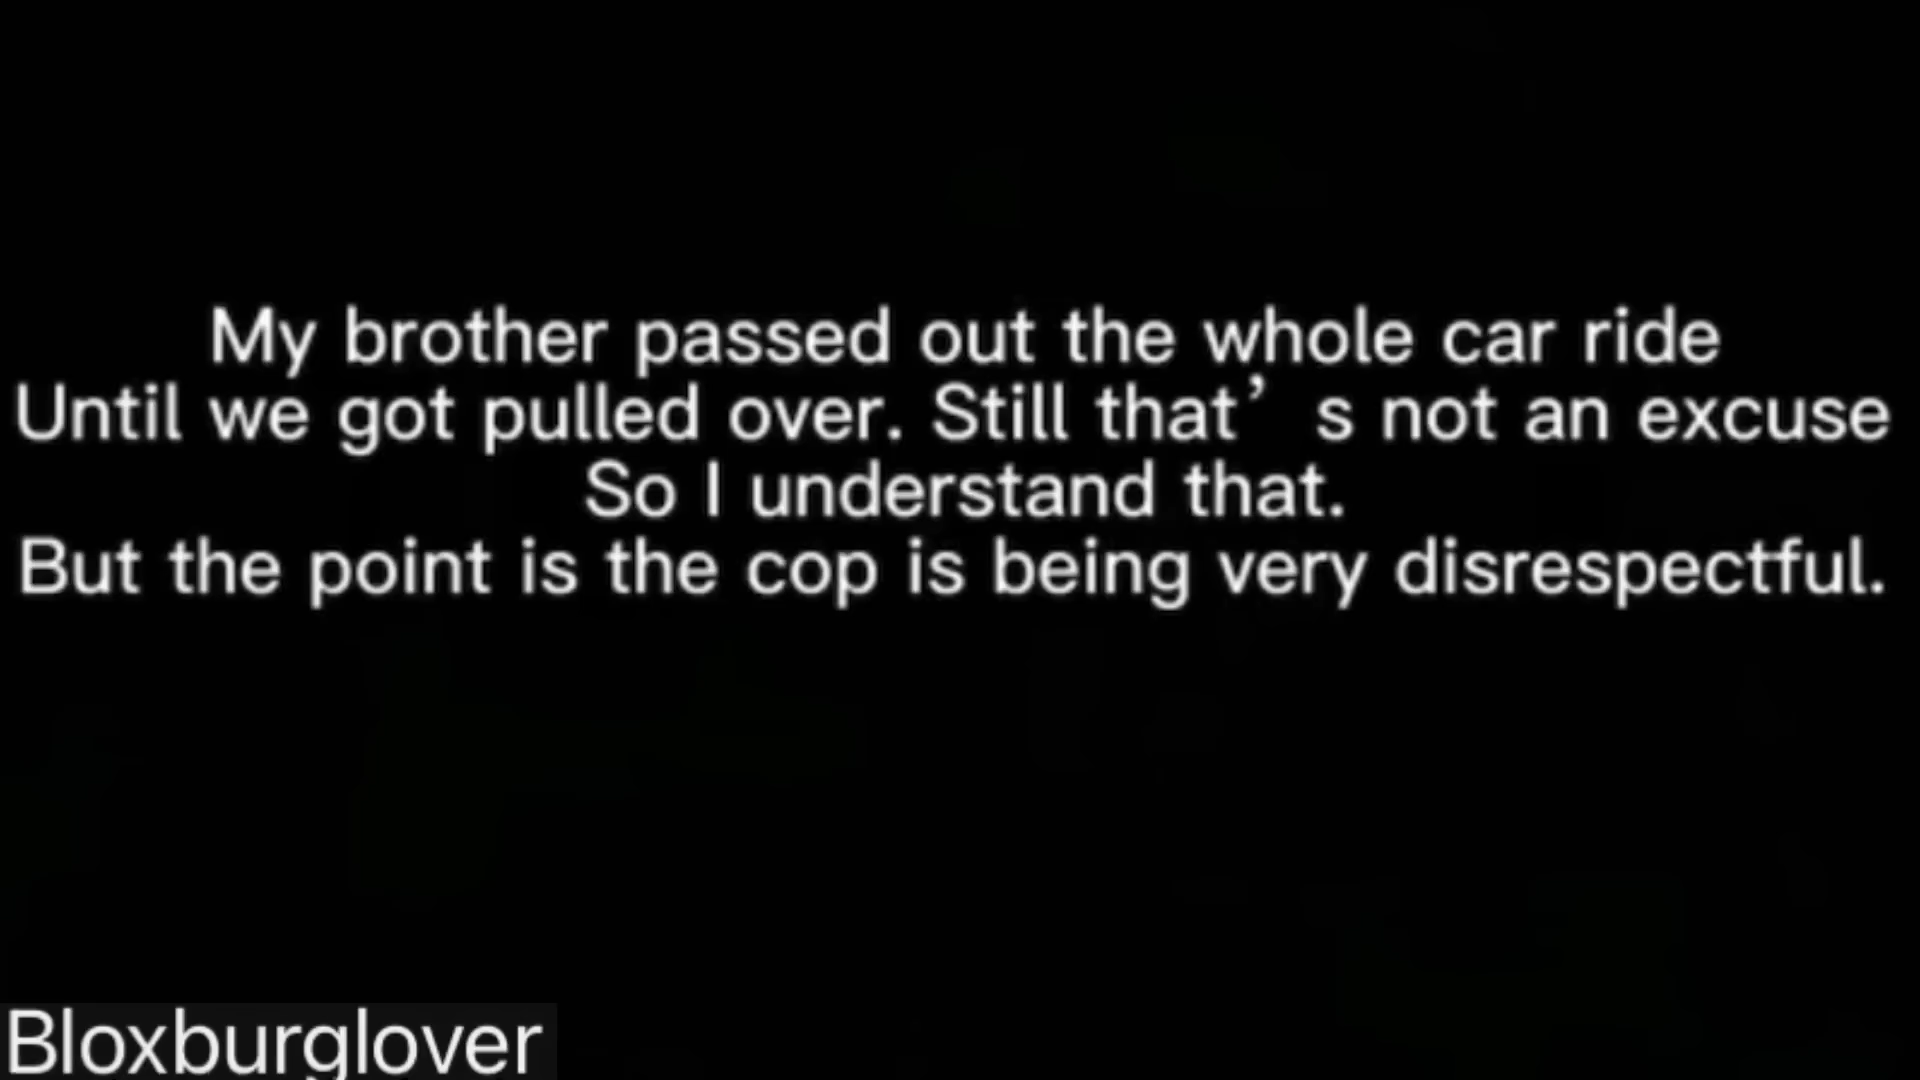 My brother passed out the whole car ride
Until we got pulled over. Still that’s not an excuse
So I understand that.
But the point is the cop is being very disrespectful.
Bloxburglover